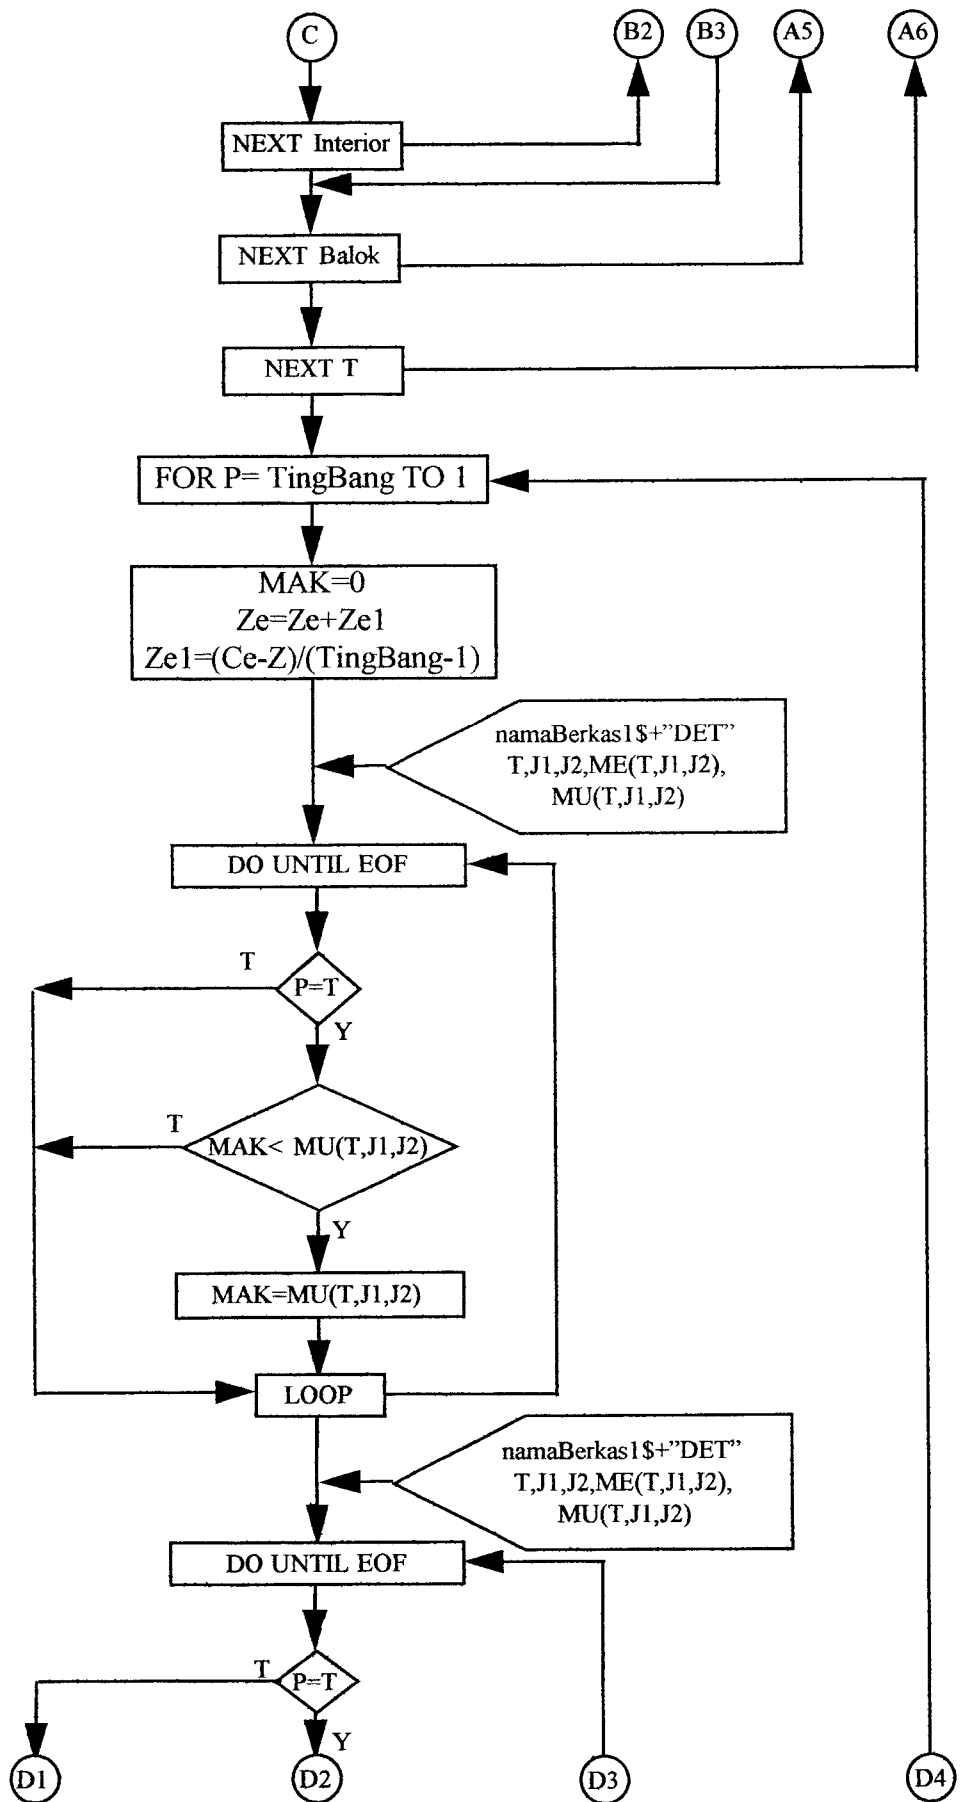 C
B2
B3
A5
A6
NEXT Interior
NEXT Balok
NEXT T
FOR P= TingBang TO 1
MAK=0
Ze=Ze+Ze1
Ze1=(Ce-Z)/(TingBang-1)
namaBerkas1$+”DET”
T,J1,J2,ME(T,J1,J2),
MU(T,J1,J2)
DO UNTIL EOF
T
P=T
Y
T
MAK< MU(T,J1,J2)
Y
MAK=MU(T,J1,J2)
LOOP
namaBerkas1$+”DET”
T,J1,J2,ME(T,J1,J2),
MU(T,J1,J2)
DO UNTIL EOF
T
P=T
Y
D1
D2
D3
D4